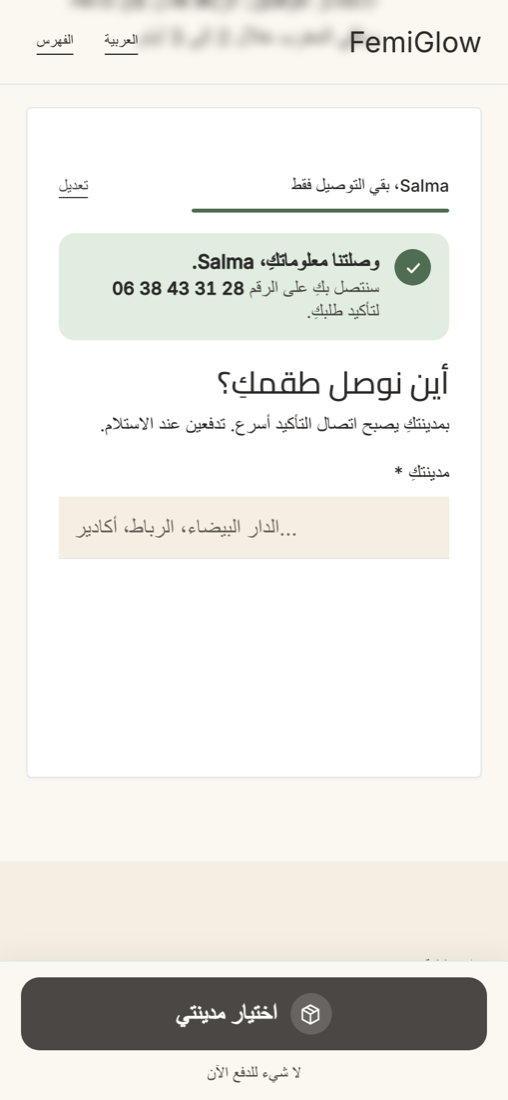 FemiGlow
العربية
الفهرس
Salma، بقي التوصيل فقط
تعديل
وصلتنا معلوماتكِ، Salma.
سنتصل بكِ على الرقم 06 38 43 31 28
لتأكيد طلبكِ.
أين نوصل طقمكِ؟
بمدينتكِ يصبح اتصال التأكيد أسرع. تدفعين عند الاستلام.
مدينتكِ *
الدار البيضاء، الرباط، أكادير...
اختيار مدينتي
لا شيء للدفع الآن